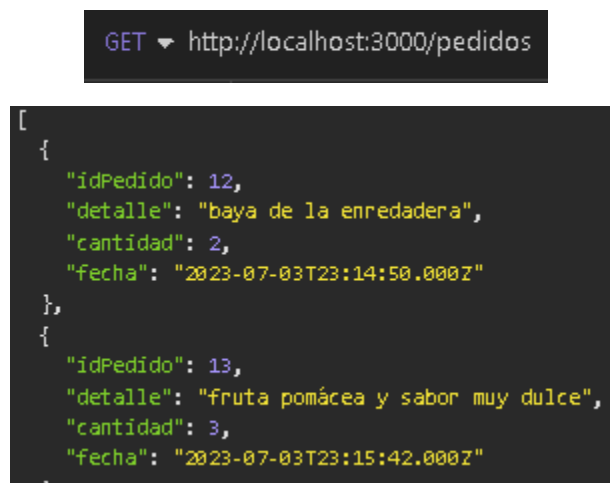 GET http://localhost:3000/pedidos
[
{
"idPedido": 12,
"detalle": "baya de la enredadera",
"cantidad": 2,
"fecha": "2023-07-03T23:14:50.000Z"
},
{
"idPedido": 13,
"detalle": "fruta pomácea y sabor muy dulce",
"cantidad": 3,
"fecha": "2023-07-03T23:15:42.000Z"